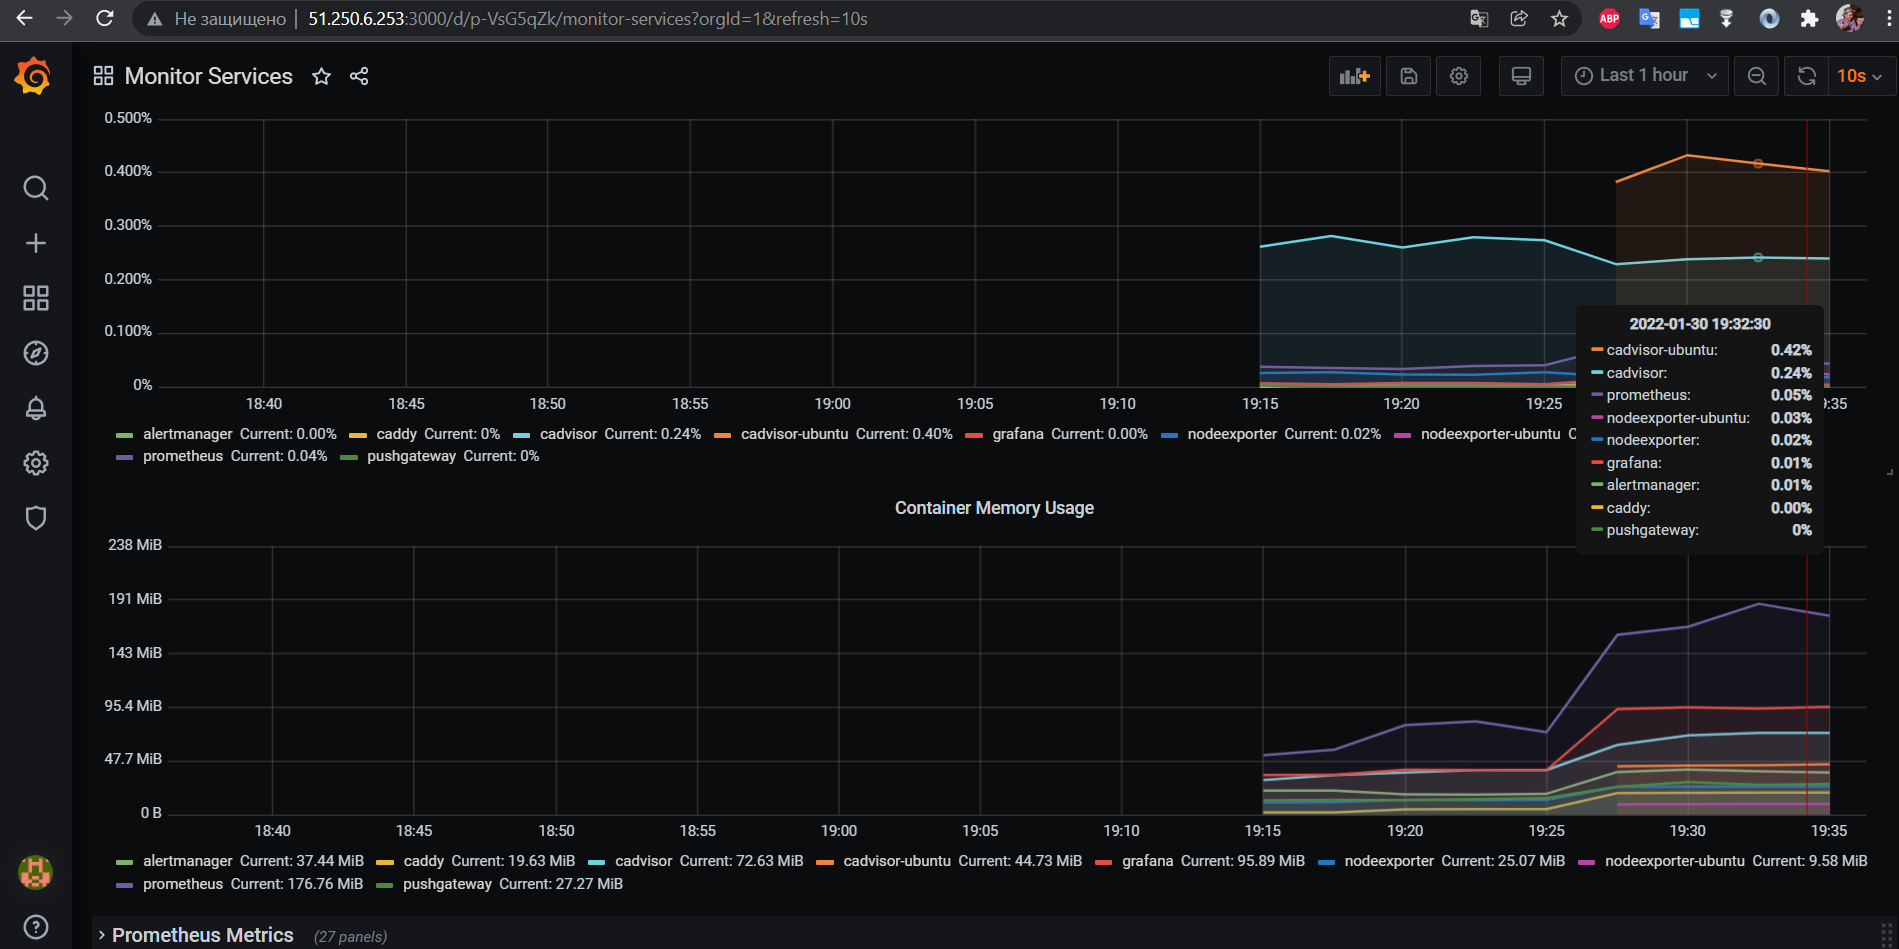 Не защищено 51.250.6.253:3000/d/p-VsG5qZk/monitor-services?orgId=1&refresh=10s
ABP
Monitor Services
Last 1 hour
10s
0.500%
0.400%
0.300%
0.200%
0.100%
0%
18:40 18:45 18:50 18:55 19:00 19:05 19:10 19:15 19:20 19:25 9:35
alertmanager Current: 0.00% caddy Current: 0% cadvisor Current: 0.24% cadvisor-ubuntu Current: 0.40% grafana Current: 0.00% nodeexporter Current: 0.02% nodeexporter-ubuntu C
prometheus Current: 0.04% pushgateway Current: 0%
2022-01-30 19:32:30
cadvisor-ubuntu: 0.42%
cadvisor: 0.24%
prometheus: 0.05%
nodeexporter-ubuntu: 0.03%
nodeexporter: 0.02%
grafana: 0.01%
alertmanager: 0.01%
caddy: 0.00%
pushgateway: 0%
Container Memory Usage
238 MiB
191 MiB
143 MiB
95.4 MiB
47.7 MiB
0 B
18:40 18:45 18:50 18:55 19:00 19:05 19:10 19:15 19:20 19:25 19:30 19:35
alertmanager Current: 37.44 MiB caddy Current: 19.63 MiB cadvisor Current: 72.63 MiB cadvisor-ubuntu Current: 44.73 MiB grafana Current: 95.89 MiB nodeexporter Current: 25.07 MiB nodeexporter-ubuntu Current: 9.58 MiB
prometheus Current: 176.76 MiB pushgateway Current: 27.27 MiB
Prometheus Metrics (27 panels)